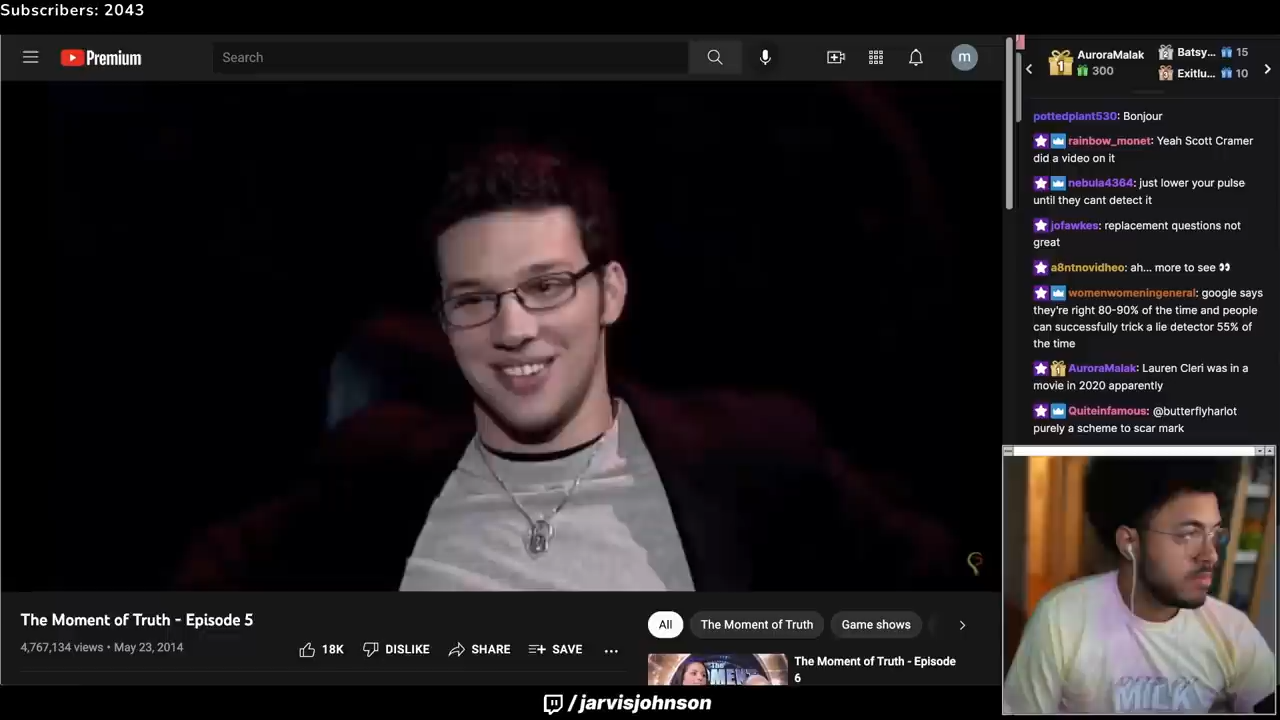 Subscribers: 2043
Premium
Search
m
AuroraMalak
300
Batsy... 15
Exitlu... 10
pottedplant530: Bonjour
rainbow_monet: Yeah Scott Cramer
did a video on it
nebula4364: just lower your pulse
until they cant detect it
jofawkes: replacement questions not
great
a8ntnovidheo: ah... more to see 👀
womenwomeningeneral: google says
they're right 80-90% of the time and people
can successfully trick a lie detector 55% of
the time
AuroraMalak: Lauren Cleri was in a
movie in 2020 apparently
Quiteinfamous: @butterflyharlot
purely a scheme to scar mark
The Moment of Truth - Episode 5
4,767,134 views • May 23, 2014
18K
DISLIKE
SHARE
SAVE
All
The Moment of Truth
Game shows
The Moment of Truth - Episode
6
MILK
/jarvisjohnson